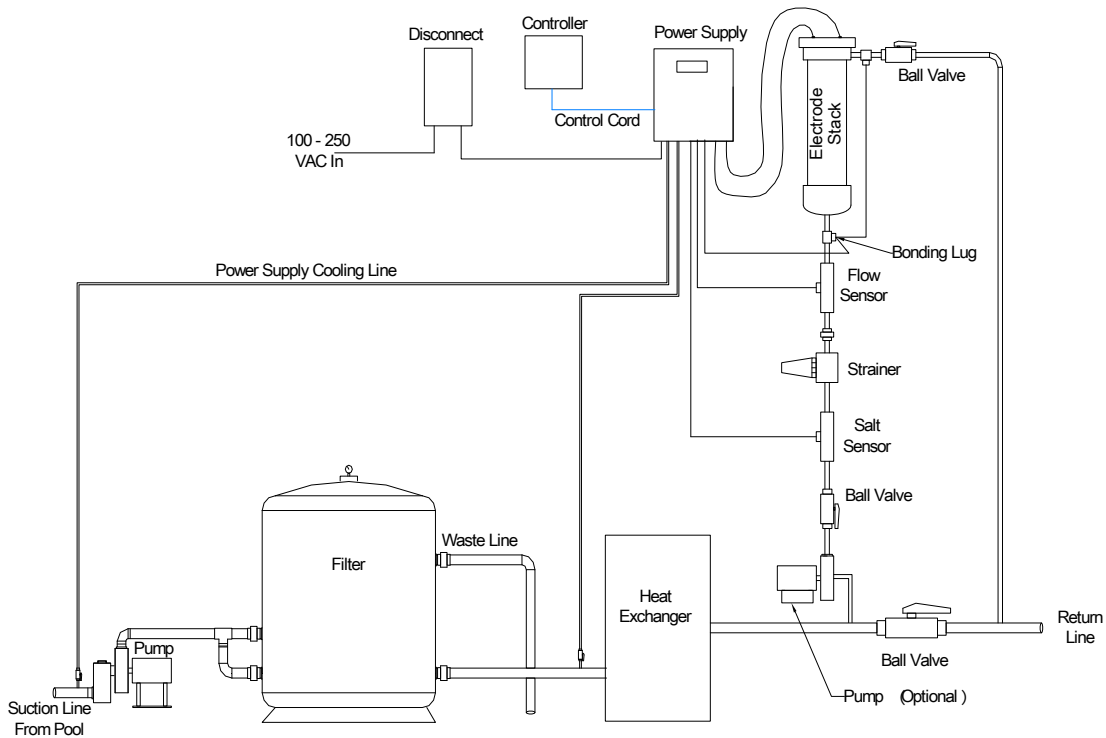 Disconnect
Controller
Power Supply
Ball Valve
Electrode
Stack
Control Cord
100 - 250
VAC In
Bonding Lug
Power Supply Cooling Line
Flow
Sensor
Strainer
Salt
Sensor
Ball Valve
Waste Line
Filter
Heat
Exchanger
Return
Line
Pump
Ball Valve
Pump (Optional )
Suction Line
From Pool